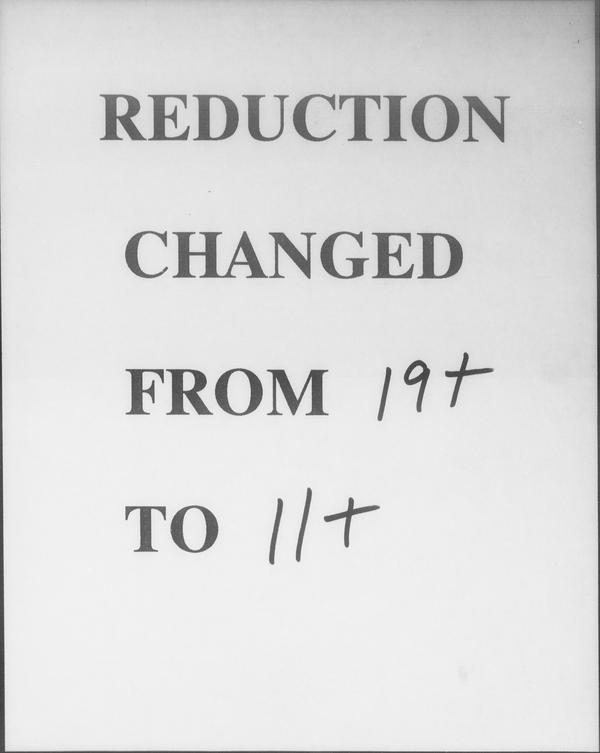 REDUCTION
CHANGED
FROM 19+
TO 11+